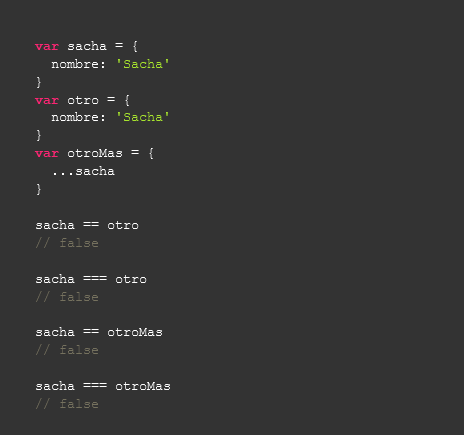 var sacha = {
  nombre: 'Sacha'
}
var otro = {
  nombre: 'Sacha'
}
var otroMas = {
  ...sacha
}

sacha == otro
// false

sacha === otro
// false

sacha == otroMas
// false

sacha === otroMas
// false